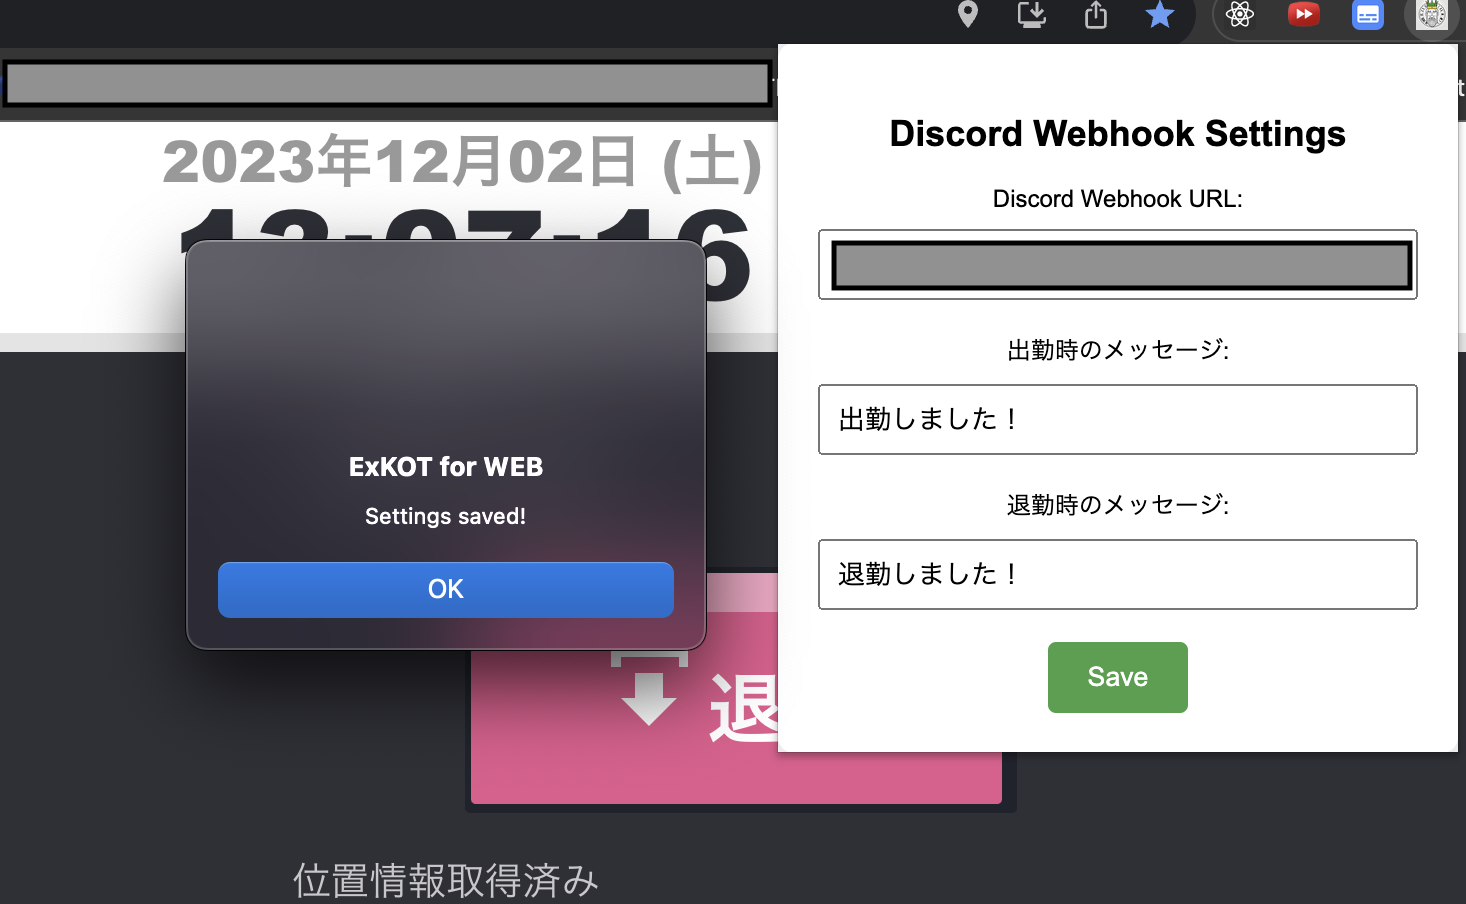 2023年12月02日 (土)
ExKOT for WEB
Settings saved!
OK
退
位置情報取得済み
Discord Webhook Settings
Discord Webhook URL:
出勤時のメッセージ:
出勤しました！
退勤時のメッセージ:
退勤しました！
Save